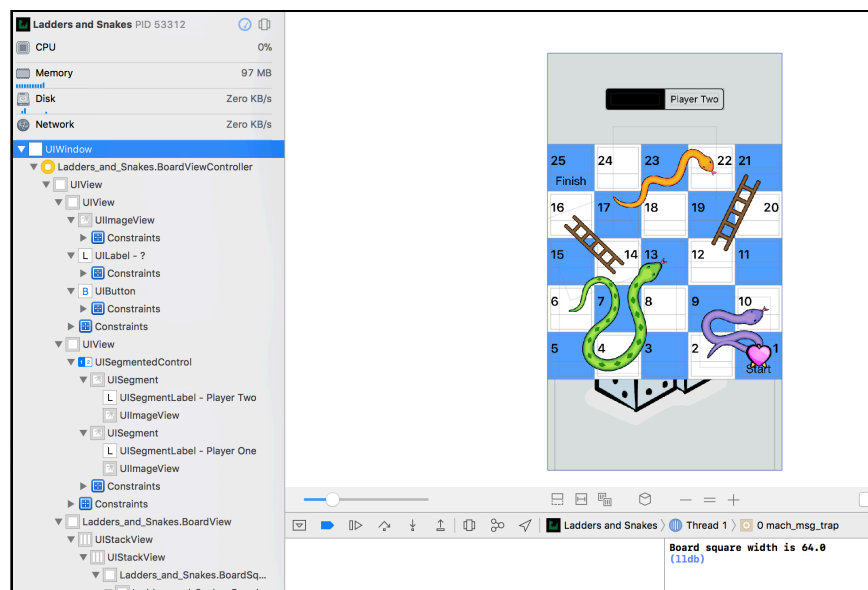 Ladders and Snakes PID 53312
CPU 0%
Memory 97 MB
Disk Zero KB/s
Network Zero KB/s
UIWindow
Ladders_and_Snakes.BoardViewController
UIView
UIView
UIImageView
Constraints
L UILabel - ?
Constraints
B UIButton
Constraints
Constraints
UIView
1 2 UISegmentedControl
UISegment
L UISegmentLabel - Player Two
UIImageView
UISegment
L UISegmentLabel - Player One
UIImageView
Constraints
Constraints
Ladders_and_Snakes.BoardView
UIStackView
UIStackView
Ladders_and_Snakes.BoardSq...
Player Two
25 24 23 22 21
Finish
16 17 18 19 20
15 14 13 12 11
6 7 8 9 10
5 4 3 2 1
Start
Ladders and Snakes Thread 1 0 mach_msg_trap
Board square width is 64.0
(lldb)